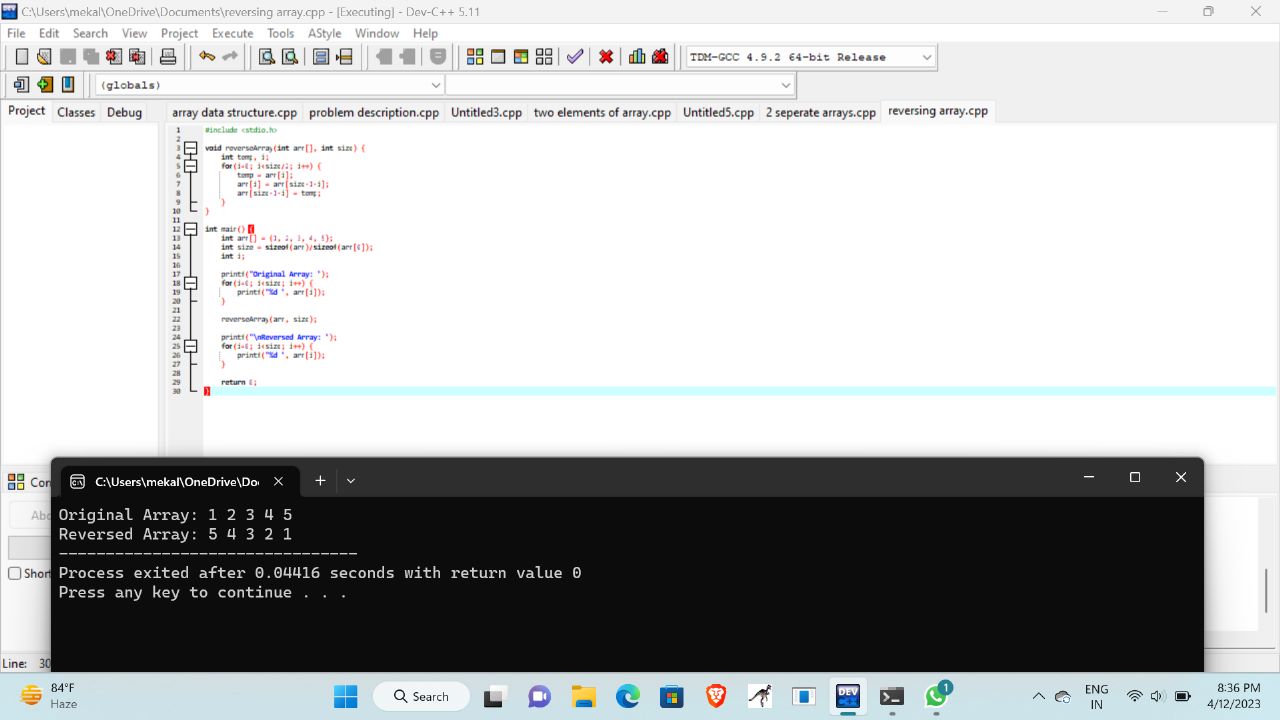 C:\Users\mekal\OneDrive\Documents\reversing array.cpp - [Executing] - Dev-C++ 5.11
File Edit Search View Project Execute Tools AStyle Window Help
TDM-GCC 4.9.2 64-bit Release
(globals)
Project Classes Debug
array data structure.cpp problem description.cpp Untitled3.cpp two elements of array.cpp Untitled5.cpp 2 seperate arrays.cpp reversing array.cpp
1 #include <stdio.h>
2
3 void reverseArray(int arr[], int size) {
4 int temp, i;
5 for(i=0; i<size/2; i++) {
6 temp = arr[i];
7 arr[i] = arr[size-1-i];
8 arr[size-1-i] = temp;
9 }
10 }
11
12 int main() {
13 int arr[] = {1, 2, 3, 4, 5};
14 int size = sizeof(arr)/sizeof(arr[0]);
15 int i;
16
17 printf("Original Array: ");
18 for(i=0; i<size; i++) {
19 printf("%d ", arr[i]);
20 }
21
22 reverseArray(arr, size);
23
24 printf("\nReversed Array: ");
25 for(i=0; i<size; i++) {
26 printf("%d ", arr[i]);
27 }
28
29 return 0;
30 }
Con
Abo
Short
Line: 30
C:\Users\mekal\OneDrive\Do
Original Array: 1 2 3 4 5
Reversed Array: 5 4 3 2 1
--------------------------------
Process exited after 0.04416 seconds with return value 0
Press any key to continue . . .
84°F
Haze
Search
DEV
1
ENG
IN
8:36 PM
4/12/2023